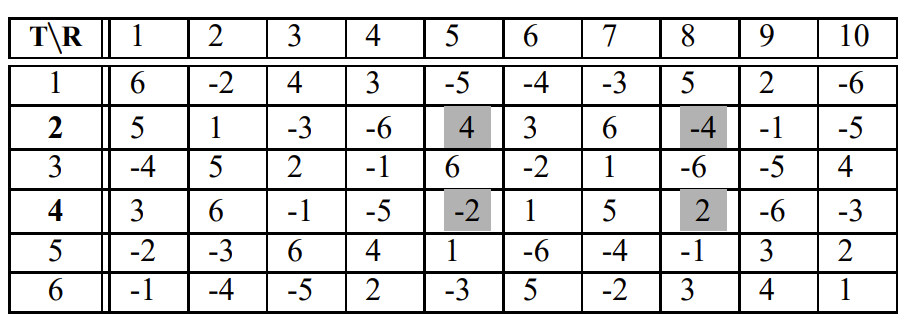 T\R 1 2 3 4 5 6 7 8 9 10
1 6 -2 4 3 -5 -4 -3 5 2 -6
2 5 1 -3 -6 4 3 6 -4 -1 -5
3 -4 5 2 -1 6 -2 1 -6 -5 4
4 3 6 -1 -5 -2 1 5 2 -6 -3
5 -2 -3 6 4 1 -6 -4 -1 3 2
6 -1 -4 -5 2 -3 5 -2 3 4 1